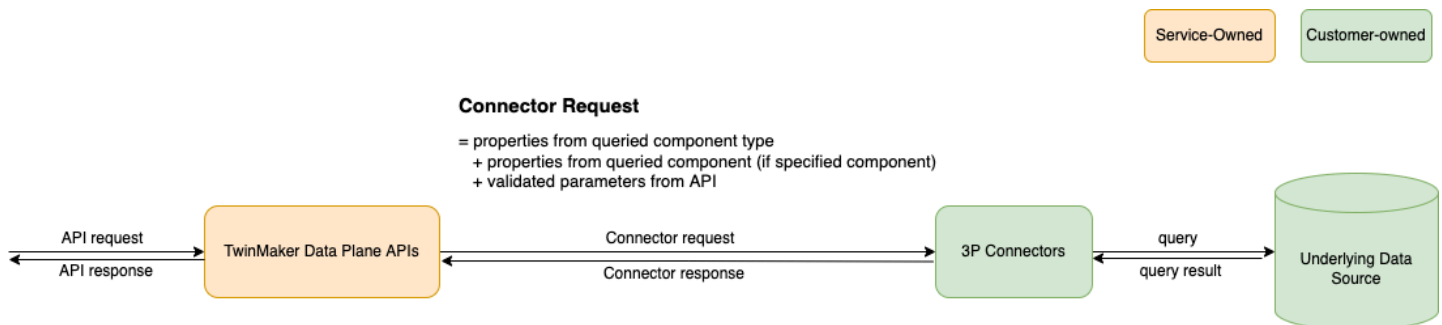 Service-Owned
Customer-owned
Connector Request
= properties from queried component type
+ properties from queried component (if specified component)
+ validated parameters from API
API request
API response
TwinMaker Data Plane APIs
Connector request
Connector response
3P Connectors
query
query result
Underlying Data
Source